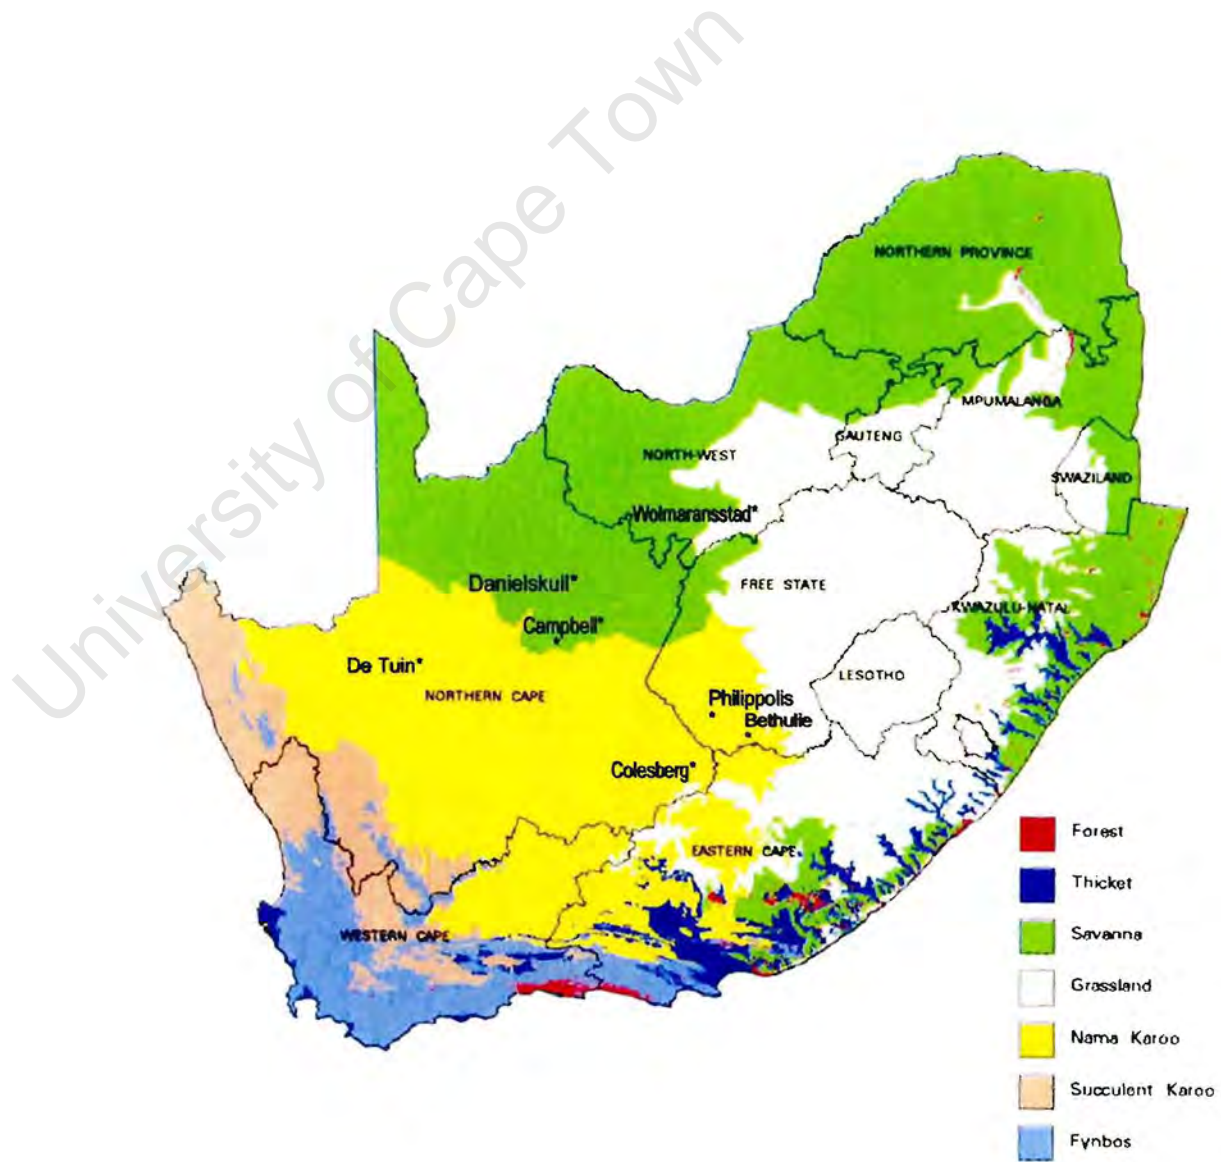 University of Cape Town
NORTHERN PROVINCE
MPUMALANGA
GAUTENG
NORTH-WEST
SWAZILAND
Wolmaransstad*
Danielskull*
FREE STATE
KWAZULU-NATAL
Campbell*
De Tuin*
NORTHERN CAPE
LESOTHO
Philippolis
Bethulie
Colesberg*
EASTERN CAPE
WESTERN CAPE
Forest
Thicket
Savanna
Grassland
Nama Karoo
Succulent Karoo
Fynbos